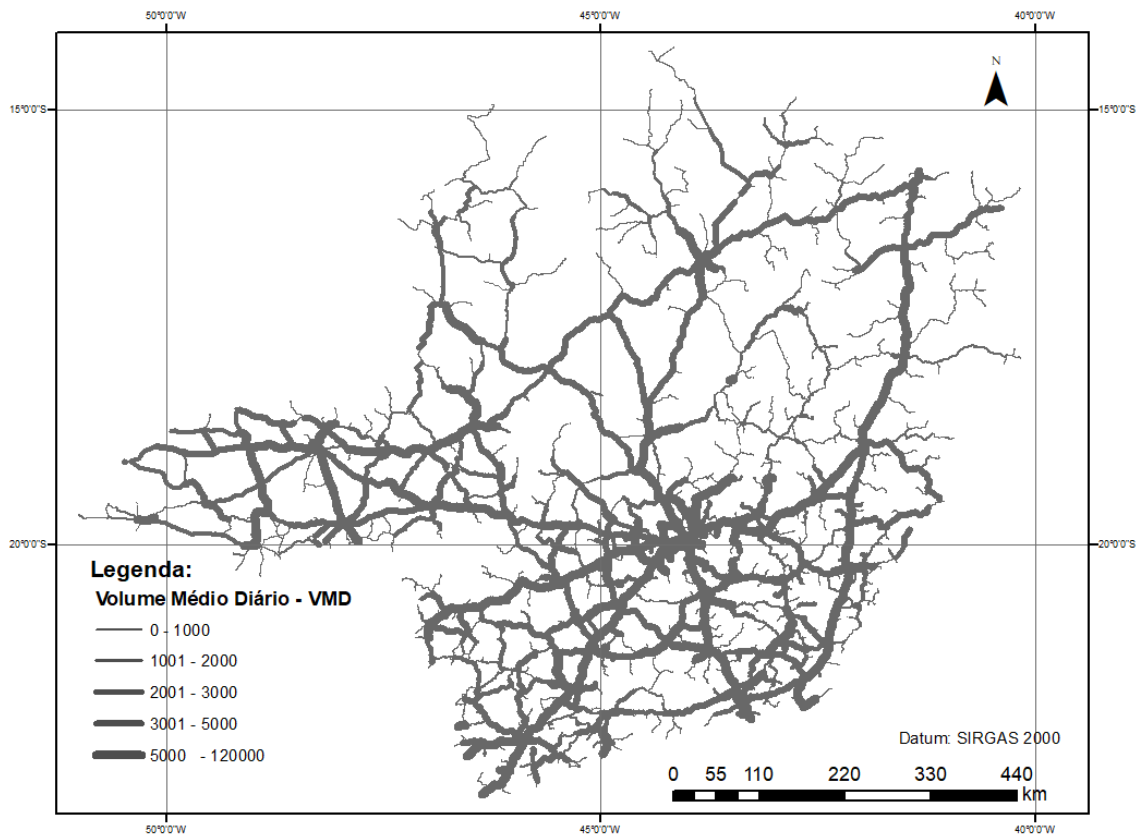 50°0'0"W 45°0'0"W 40°0'0"W
N
15°0'0"S 15°0'0"S
20°0'0"S 20°0'0"S
Legenda:
Volume Médio Diário - VMD
0 - 1000
1001 - 2000
2001 - 3000
3001 - 5000
5000 - 120000
Datum: SIRGAS 2000
0 55 110 220 330 440
km
50°0'0"W 45°0'0"W 40°0'0"W